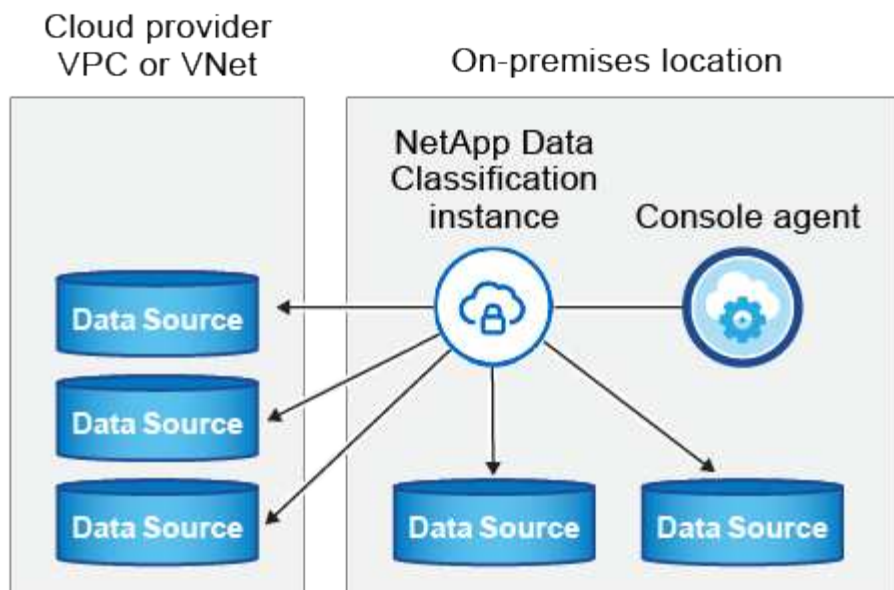 Cloud provider
VPC or VNet
On-premises location
NetApp Data
Classification
instance
Console agent
Data Source
Data Source
Data Source
Data Source
Data Source